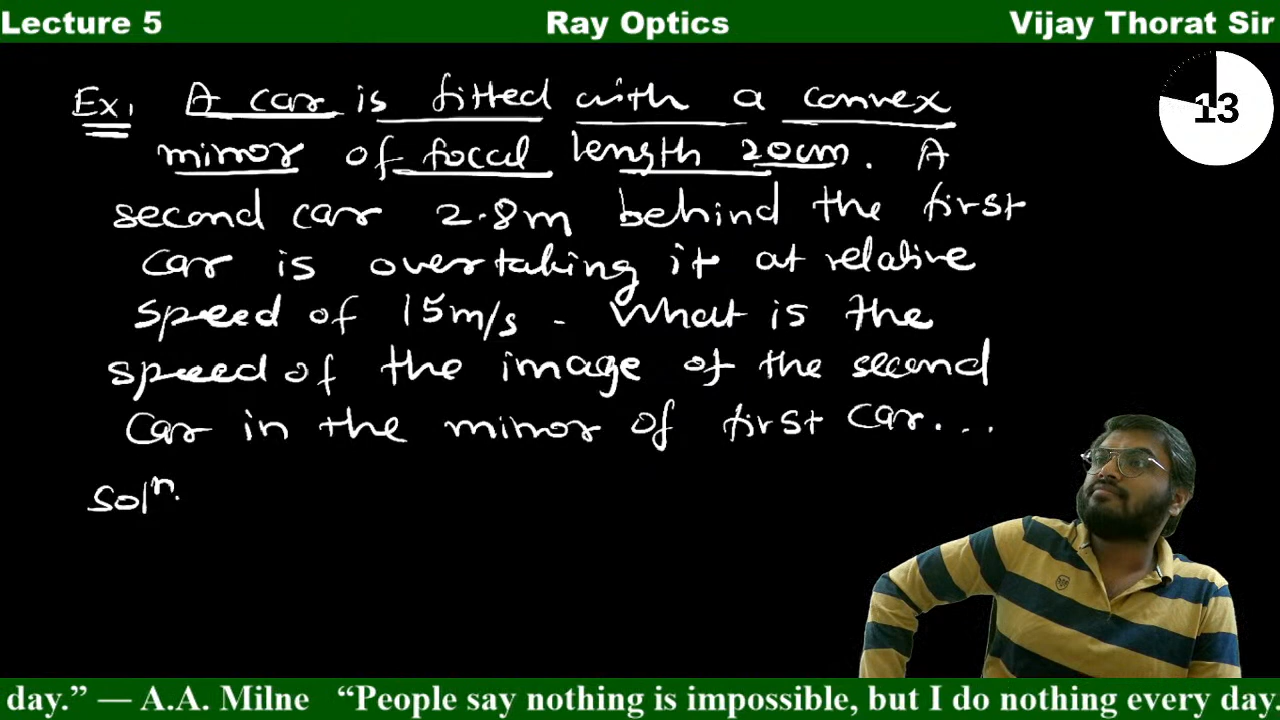 Lecture 5 Ray Optics Vijay Thorat Sir
13
Ex. A car is fitted with a convex
mirror of focal length 20cm. A
second car 2.8m behind the first
car is overtaking it at relative
speed of 15m/s. What is the
speed of the image of the second
car in the mirror of first car...
Solⁿ.
day.” — A.A. Milne “People say nothing is impossible, but I do nothing every day.